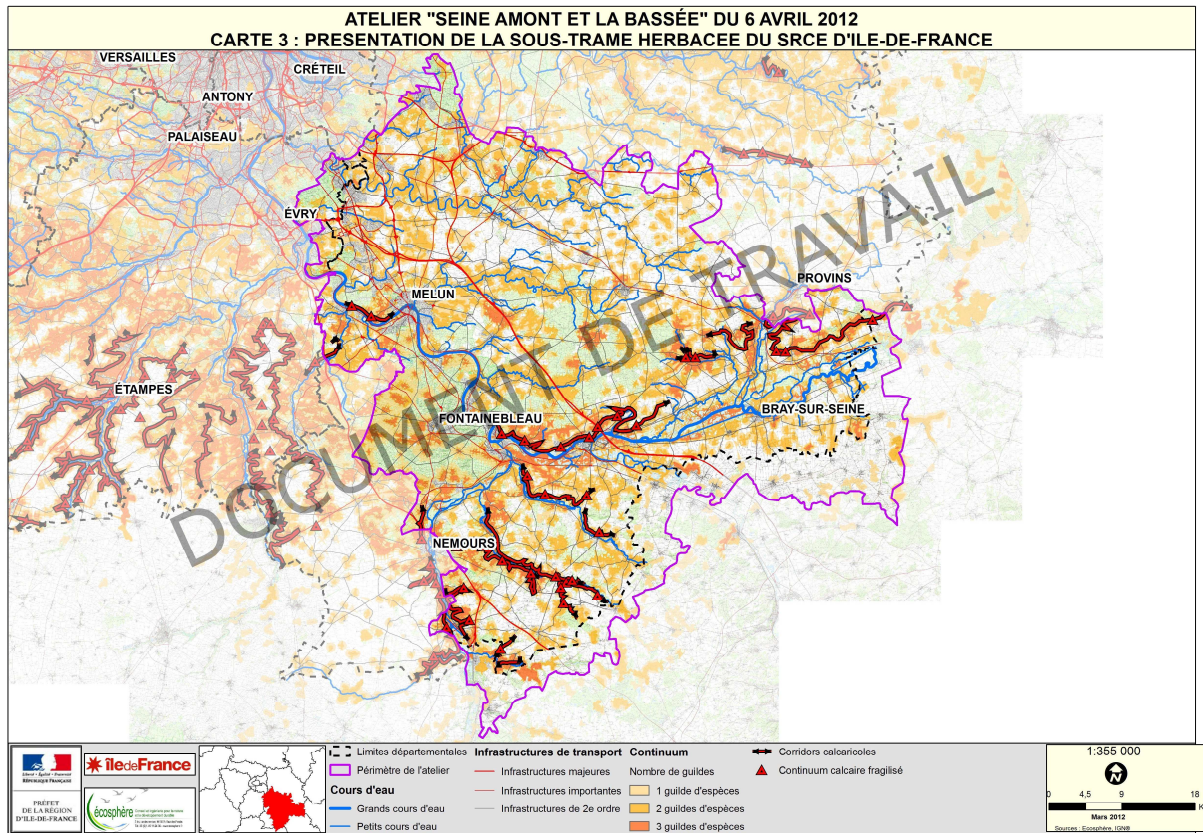 ATELIER "SEINE AMONT ET LA BASSÉE" DU 6 AVRIL 2012
CARTE 3 : PRESENTATION DE LA SOUS-TRAME HERBACEE DU SRCE D'ILE-DE-FRANCE
VERSAILLES
CRÉTEIL
ANTONY
PALAISEAU
ÉVRY
MELUN
PROVINS
ÉTAMPES
FONTAINEBLEAU
BRAY-SUR-SEINE
NEMOURS
DOCUMENT DE TRAVAIL
Liberté • Égalité • Fraternité
RÉPUBLIQUE FRANÇAISE
PRÉFET
DE LA RÉGION
D'ILE-DE-FRANCE
îledeFrance
écosphère
Limites départementales
Périmètre de l'atelier
Cours d'eau
Grands cours d'eau
Petits cours d'eau
Infrastructures de transport
Infrastructures majeures
Infrastructures importantes
Infrastructures de 2e ordre
Continuum
Nombre de guildes
1 guilde d'espèces
2 guildes d'espèces
3 guildes d'espèces
Corridors calcaricoles
Continuum calcaire fragilisé
1:355 000
N
0 4,5 9 18
K
Mars 2012
Sources : Ecosphère, IGN®